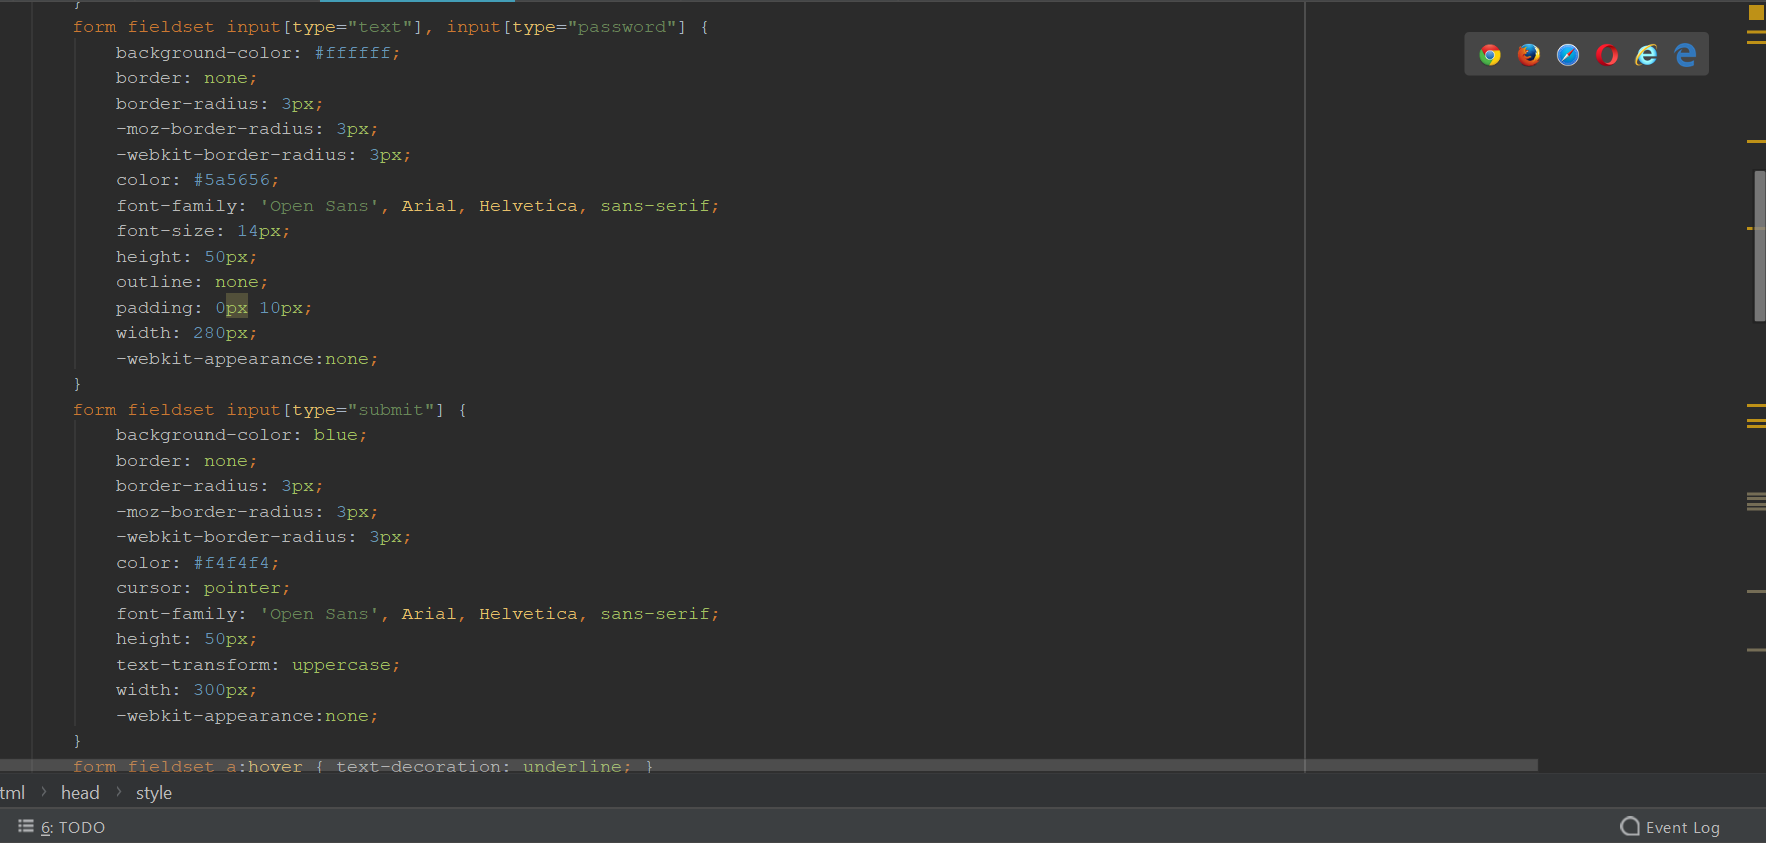 }
form fieldset input[type="text"], input[type="password"] {
background-color: #ffffff;
border: none;
border-radius: 3px;
-moz-border-radius: 3px;
-webkit-border-radius: 3px;
color: #5a5656;
font-family: 'Open Sans', Arial, Helvetica, sans-serif;
font-size: 14px;
height: 50px;
outline: none;
padding: 0px 10px;
width: 280px;
-webkit-appearance:none;
}
form fieldset input[type="submit"] {
background-color: blue;
border: none;
border-radius: 3px;
-moz-border-radius: 3px;
-webkit-border-radius: 3px;
color: #f4f4f4;
cursor: pointer;
font-family: 'Open Sans', Arial, Helvetica, sans-serif;
height: 50px;
text-transform: uppercase;
width: 300px;
-webkit-appearance:none;
}
form fieldset a:hover { text-decoration: underline; }
tml › head › style
6: TODO
Event Log